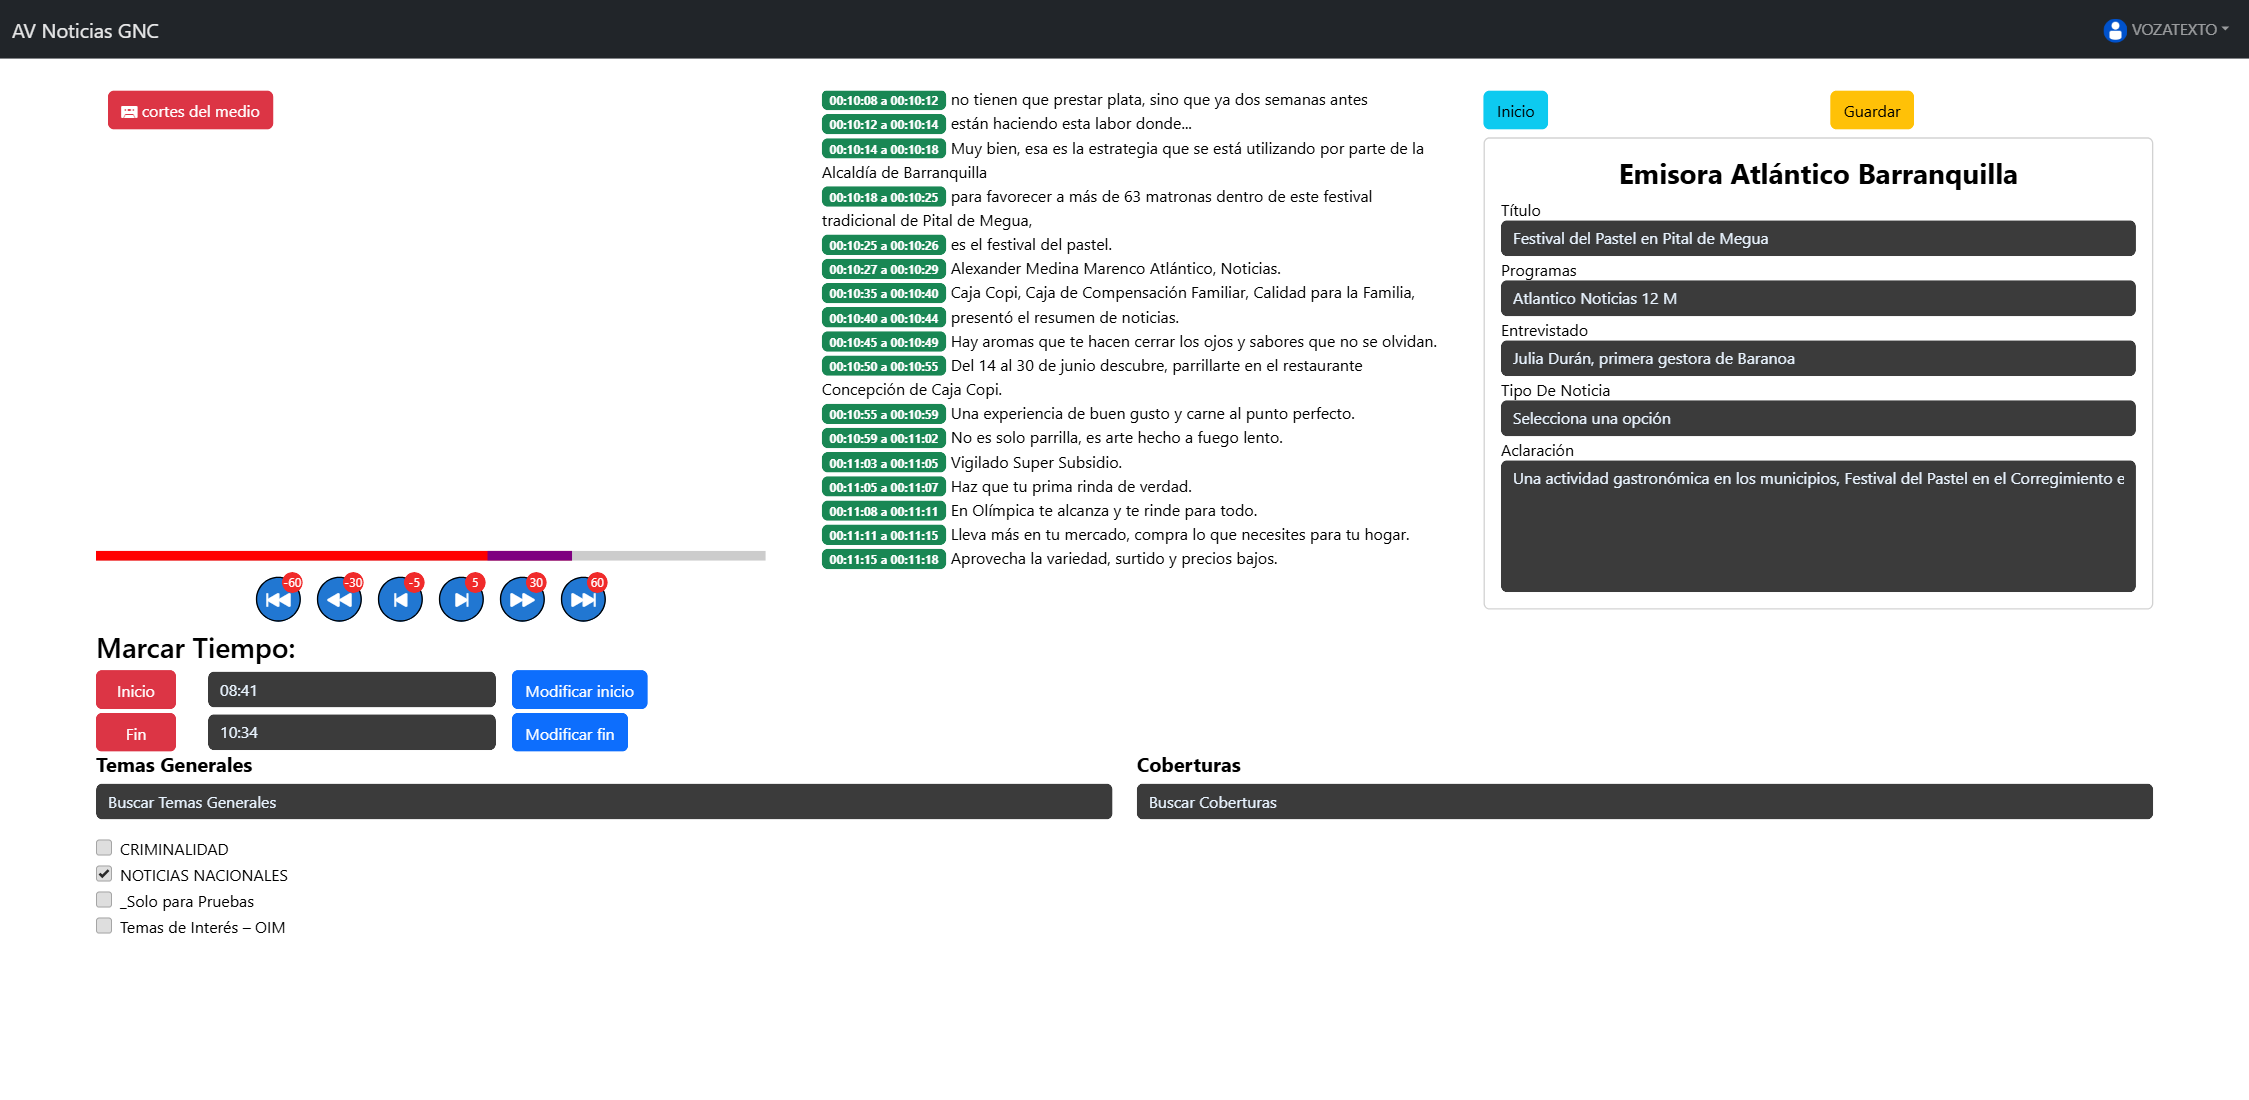 AV Noticias GNC
VOZATEXTO
cortes del medio
-60
-30
-5
5
30
60
Marcar Tiempo:
Inicio 08:41 Modificar inicio
Fin 10:34 Modificar fin
00:10:08 a 00:10:12 no tienen que prestar plata, sino que ya dos semanas antes
00:10:12 a 00:10:14 están haciendo esta labor donde...
00:10:14 a 00:10:18 Muy bien, esa es la estrategia que se está utilizando por parte de la
Alcaldía de Barranquilla
00:10:18 a 00:10:25 para favorecer a más de 63 matronas dentro de este festival
tradicional de Pital de Megua,
00:10:25 a 00:10:26 es el festival del pastel.
00:10:27 a 00:10:29 Alexander Medina Marenco Atlántico, Noticias.
00:10:35 a 00:10:40 Caja Copi, Caja de Compensación Familiar, Calidad para la Familia,
00:10:40 a 00:10:44 presentó el resumen de noticias.
00:10:45 a 00:10:49 Hay aromas que te hacen cerrar los ojos y sabores que no se olvidan.
00:10:50 a 00:10:55 Del 14 al 30 de junio descubre, parrillarte en el restaurante
Concepción de Caja Copi.
00:10:55 a 00:10:59 Una experiencia de buen gusto y carne al punto perfecto.
00:10:59 a 00:11:02 No es solo parrilla, es arte hecho a fuego lento.
00:11:03 a 00:11:05 Vigilado Super Subsidio.
00:11:05 a 00:11:07 Haz que tu prima rinda de verdad.
00:11:08 a 00:11:11 En Olímpica te alcanza y te rinde para todo.
00:11:11 a 00:11:15 Lleva más en tu mercado, compra lo que necesites para tu hogar.
00:11:15 a 00:11:18 Aprovecha la variedad, surtido y precios bajos.
Inicio
Guardar
Emisora Atlántico Barranquilla
Título
Festival del Pastel en Pital de Megua
Programas
Atlantico Noticias 12 M
Entrevistado
Julia Durán, primera gestora de Baranoa
Tipo De Noticia
Selecciona una opción
Aclaración
Una actividad gastronómica en los municipios, Festival del Pastel en el Corregimiento e
Temas Generales
Buscar Temas Generales
CRIMINALIDAD
NOTICIAS NACIONALES
_Solo para Pruebas
Temas de Interés – OIM
Coberturas
Buscar Coberturas